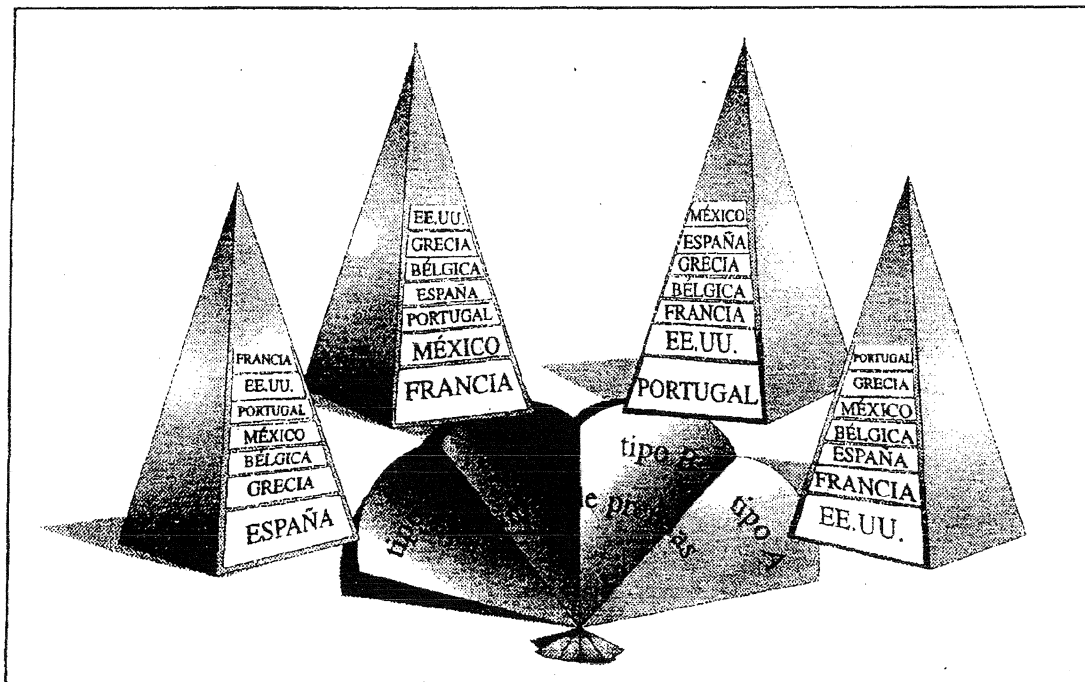 EE.UU.
GRECIA
BÉLGICA
ESPAÑA
PORTUGAL
MÉXICO
FRANCIA
MÉXICO
ESPAÑA
GRECIA
BÉLGICA
FRANCIA
EE.UU.
PORTUGAL
FRANCIA
EE.UU.
PORTUGAL
MÉXICO
BÉLGICA
GRECIA
ESPAÑA
PORTUGAL
GRECIA
MÉXICO
BÉLGICA
ESPAÑA
FRANCIA
EE.UU.
tipo B
tipo A